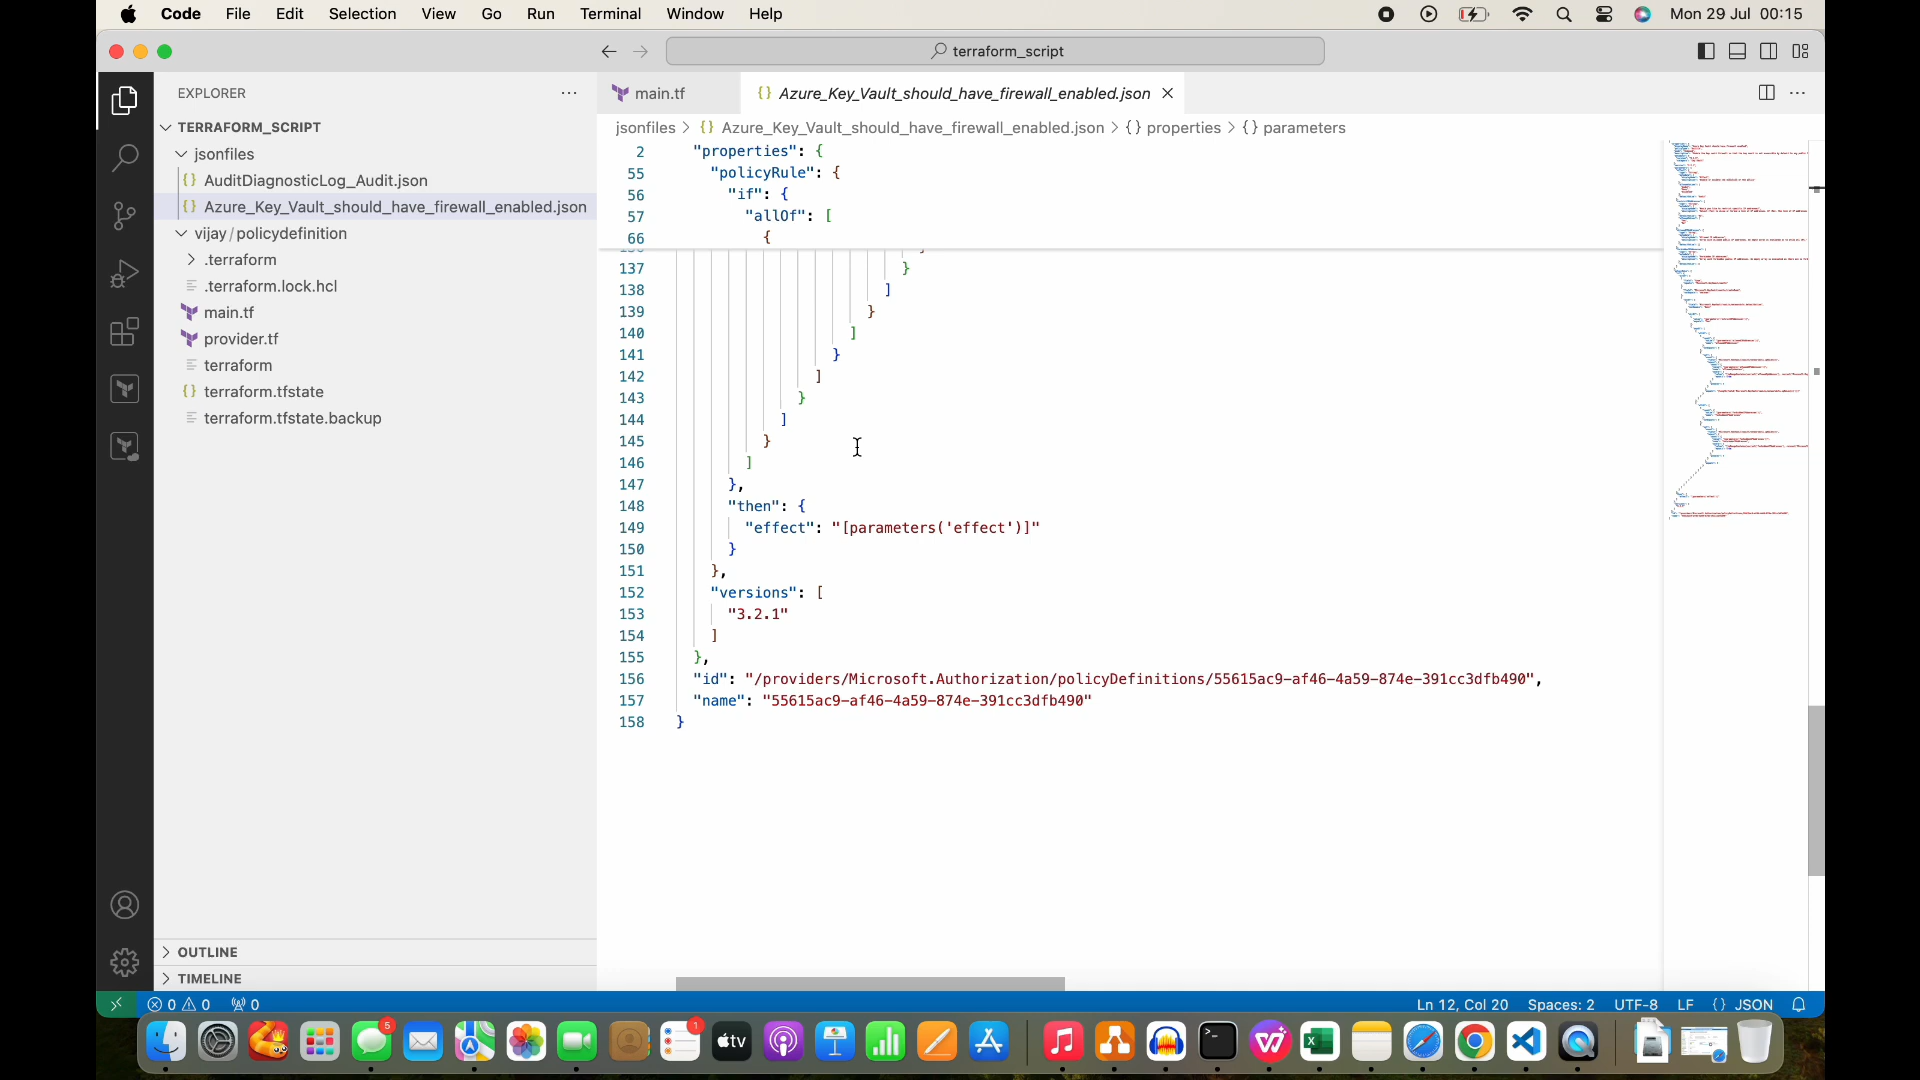 Code File Edit Selection View Go Run Terminal Window Help Mon 29 Jul 00:15
terraform_script
EXPLORER
TERRAFORM_SCRIPT
jsonfiles
AuditDiagnosticLog_Audit.json
Azure_Key_Vault_should_have_firewall_enabled.json
vijay / policydefinition
.terraform
.terraform.lock.hcl
main.tf
provider.tf
terraform
terraform.tfstate
terraform.tfstate.backup
OUTLINE
TIMELINE
main.tf
Azure_Key_Vault_should_have_firewall_enabled.json
jsonfiles > {} Azure_Key_Vault_should_have_firewall_enabled.json > {} properties > {} parameters
2 "properties": {
55 "policyRule": {
56 "if": {
57 "allOf": [
66 {
137 }
138 ]
139 }
140 ]
141 }
142 ]
143 }
144 ]
145 }
146 ]
147 },
148 "then": {
149 "effect": "[parameters('effect')]"
150 }
151 },
152 "versions": [
153 "3.2.1"
154 ]
155 },
156 "id": "/providers/Microsoft.Authorization/policyDefinitions/55615ac9-af46-4a59-874e-391cc3dfb490",
157 "name": "55615ac9-af46-4a59-874e-391cc3dfb490"
158 }
0 0 0 Ln 12, Col 20 Spaces: 2 UTF-8 LF {} JSON
5
1
tv